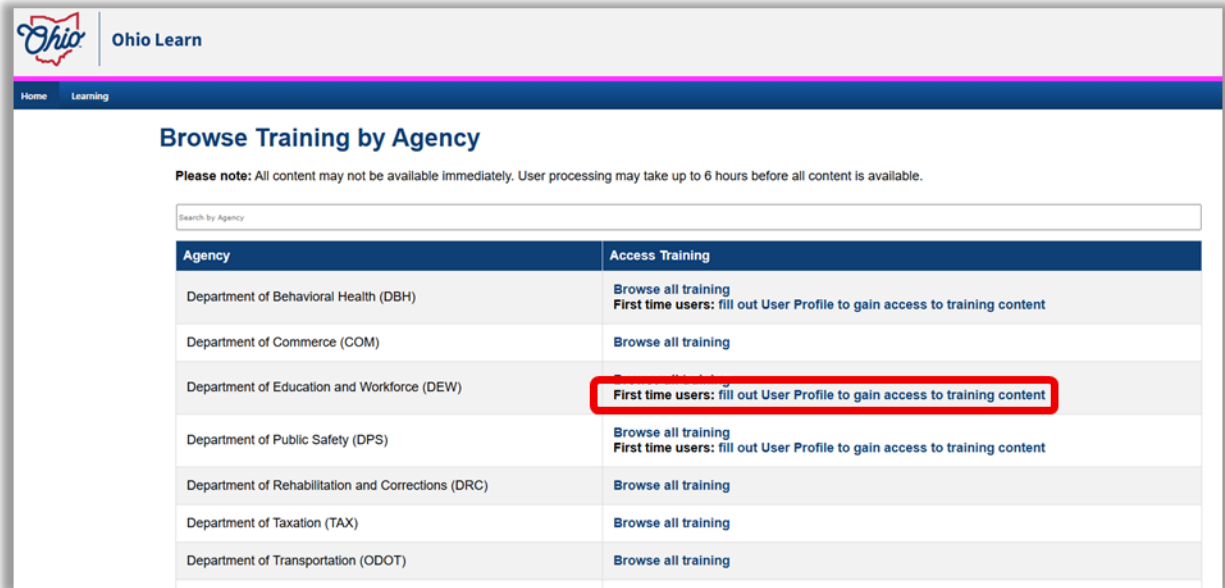 Ohio
Ohio Learn
Home Learning
Browse Training by Agency
Please note: All content may not be available immediately. User processing may take up to 6 hours before all content is available.
Search by Agency
Agency Access Training
Department of Behavioral Health (DBH) Browse all training
First time users: fill out User Profile to gain access to training content
Department of Commerce (COM) Browse all training
Department of Education and Workforce (DEW) Browse all training
First time users: fill out User Profile to gain access to training content
Department of Public Safety (DPS) Browse all training
First time users: fill out User Profile to gain access to training content
Department of Rehabilitation and Corrections (DRC) Browse all training
Department of Taxation (TAX) Browse all training
Department of Transportation (ODOT) Browse all training